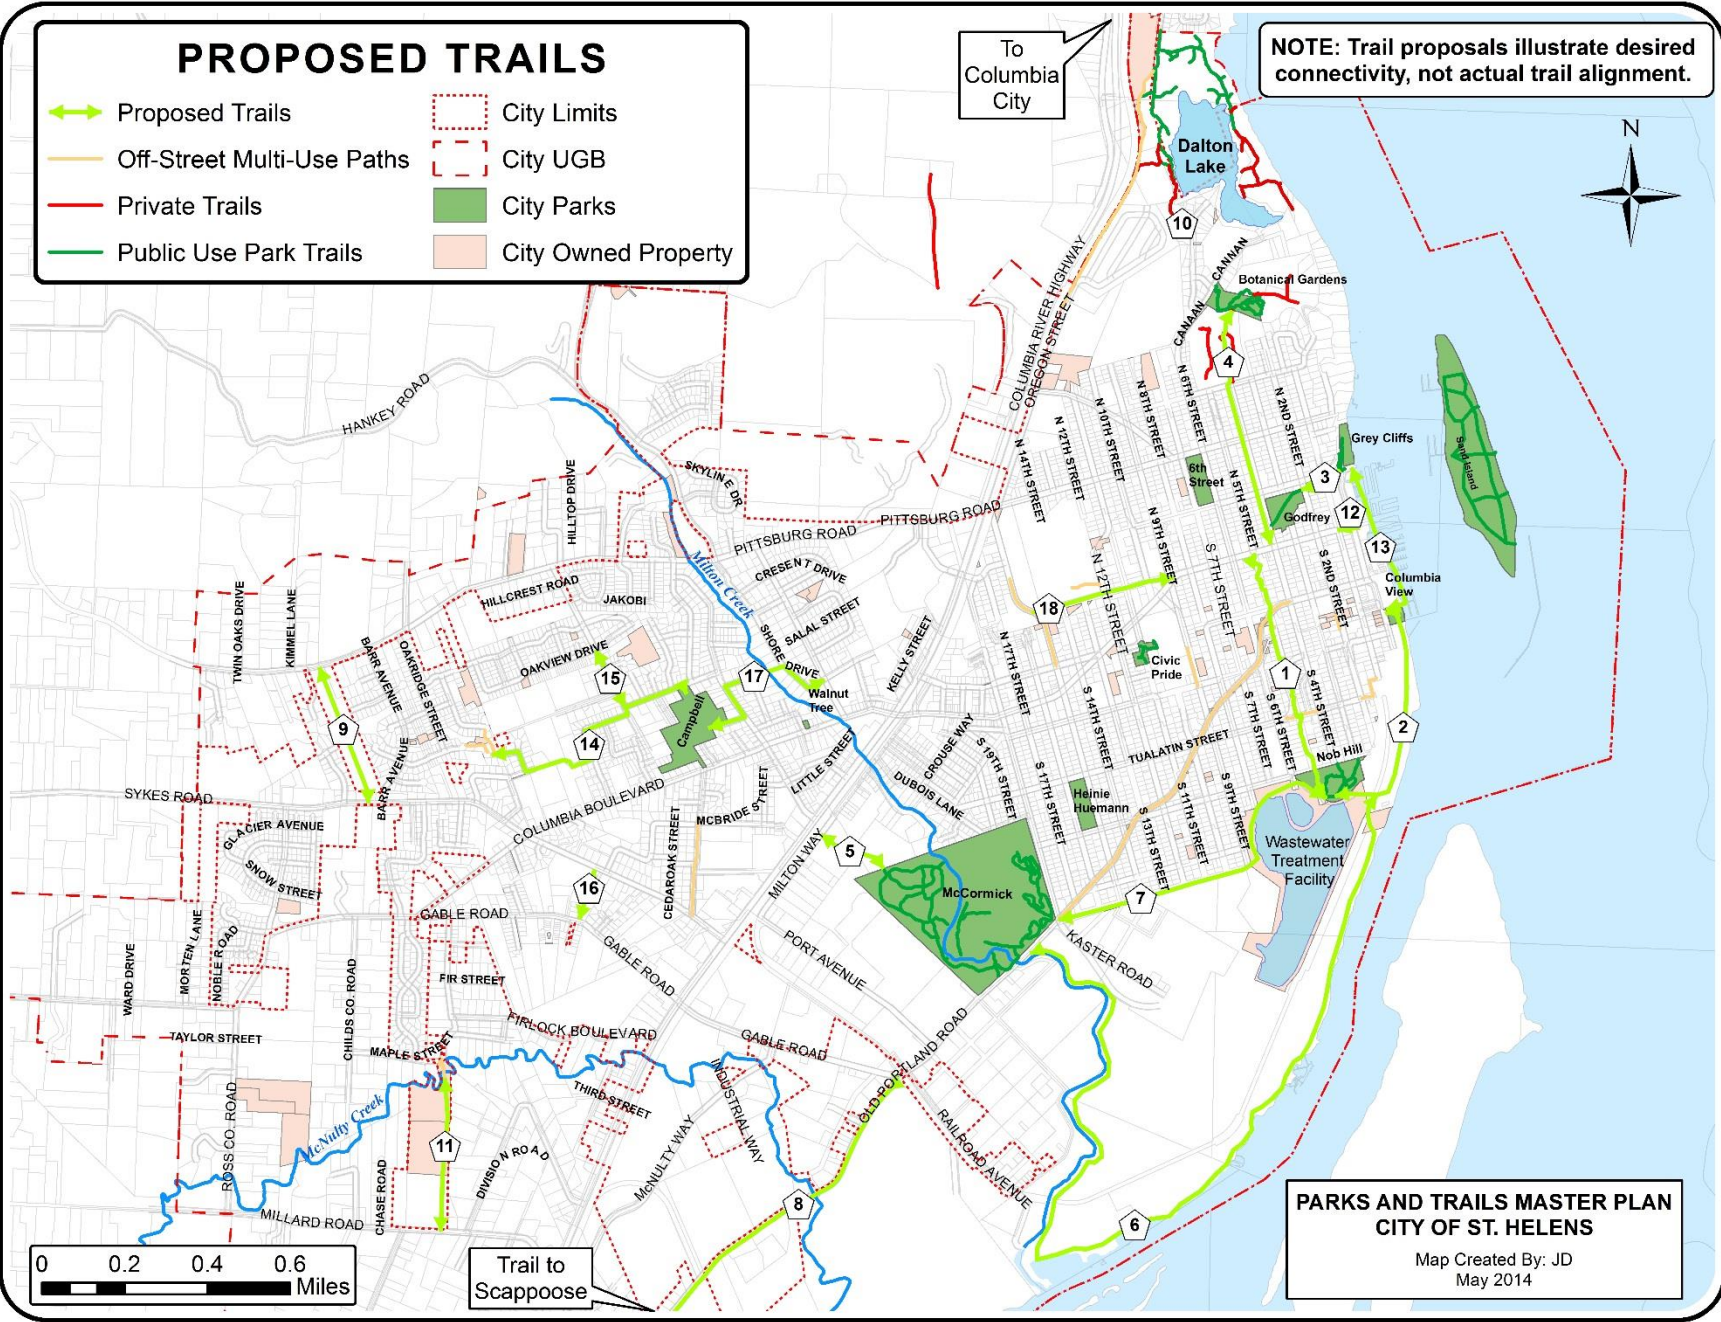 PROPOSED TRAILS
Proposed Trails
Off-Street Multi-Use Paths
Private Trails
Public Use Park Trails
City Limits
City UGB
City Parks
City Owned Property
To
Columbia
City
NOTE: Trail proposals illustrate desired
connectivity, not actual trail alignment.
N
Dalton
Lake
10
CANNAN
Botanical Gardens
CANAAN
4
COLUMBIA RIVER HIGHWAY
OREGON STREET
HANKEY ROAD
N 14TH STREET
N 12TH STREET
N 10TH STREET
N 8TH STREET
N 6TH STREET
N 2ND STREET
Grey Cliffs
Sand Island
6th
Street
3
Godfrey
12
13
N 5TH STREET
N 9TH STREET
SKYLINE DR
HILLTOP DRIVE
PITTSBURG ROAD
PITTSBURG ROAD
Milton Creek
CRESENT DRIVE
HILLCREST ROAD
JAKOBI
SALAL STREET
SHORE DRIVE
KELLY STREET
N 12TH STREET
S 7TH STREET
S 2ND STREET
Columbia
View
18
TWIN OAKS DRIVE
KIMMEL LANE
BARR AVENUE
OAKRIDGE STREET
OAKVIEW DRIVE
15
17
Walnut
Tree
Civic
Pride
N 17TH STREET
1
S 4TH STREET
S 6TH STREET
S 7TH STREET
2
9
14
Campbell
S 14TH STREET
TUALATIN STREET
Nob Hill
LITTLE STREET
CROUSE WAY
S 19TH STREET
S 17TH STREET
DUBOIS LANE
Heinie
Huemann
S 13TH STREET
S 11TH STREET
S 9TH STREET
SYKES ROAD
BARR AVENUE
GLACIER AVENUE
SNOW STREET
COLUMBIA BOULEVARD
MCBRIDE STREET
CEDAROAK STREET
MILTON WAY
5
Wastewater
Treatment
Facility
McCormick
7
16
GABLE ROAD
GABLE ROAD
PORT AVENUE
KASTER ROAD
WARD DRIVE
MORTEN LANE
NOBLE ROAD
CHILDS CO. ROAD
FIR STREET
FIRLOCK BOULEVARD
GABLE ROAD
TAYLOR STREET
MAPLE STREET
OLD PORTLAND ROAD
THIRD STREET
INDUSTRIAL WAY
RAILROAD AVENUE
ROSS CO. ROAD
McNulty Creek
11
DIVISION ROAD
McNULTY WAY
CHASE ROAD
MILLARD ROAD
8
6
Trail to
Scappoose
0 0.2 0.4 0.6
Miles
PARKS AND TRAILS MASTER PLAN
CITY OF ST. HELENS
Map Created By: JD
May 2014